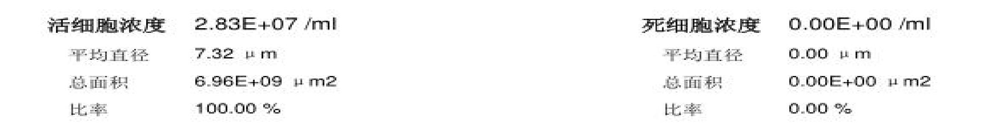 活细胞浓度 2.83E+07 /ml
平均直径 7.32 μm
总面积 6.96E+09 μm2
比率 100.00 %
死细胞浓度 0.00E+00 /ml
平均直径 0.00 μm
总面积 0.00E+00 μm2
比率 0.00 %